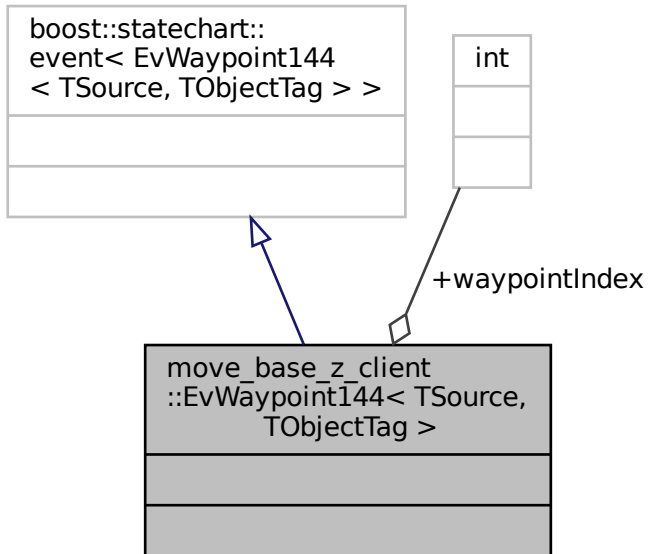 boost::statechart::
event< EvWaypoint144
< TSource, TObjectTag > >
int
+waypointIndex
move_base_z_client
::EvWaypoint144< TSource,
TObjectTag >